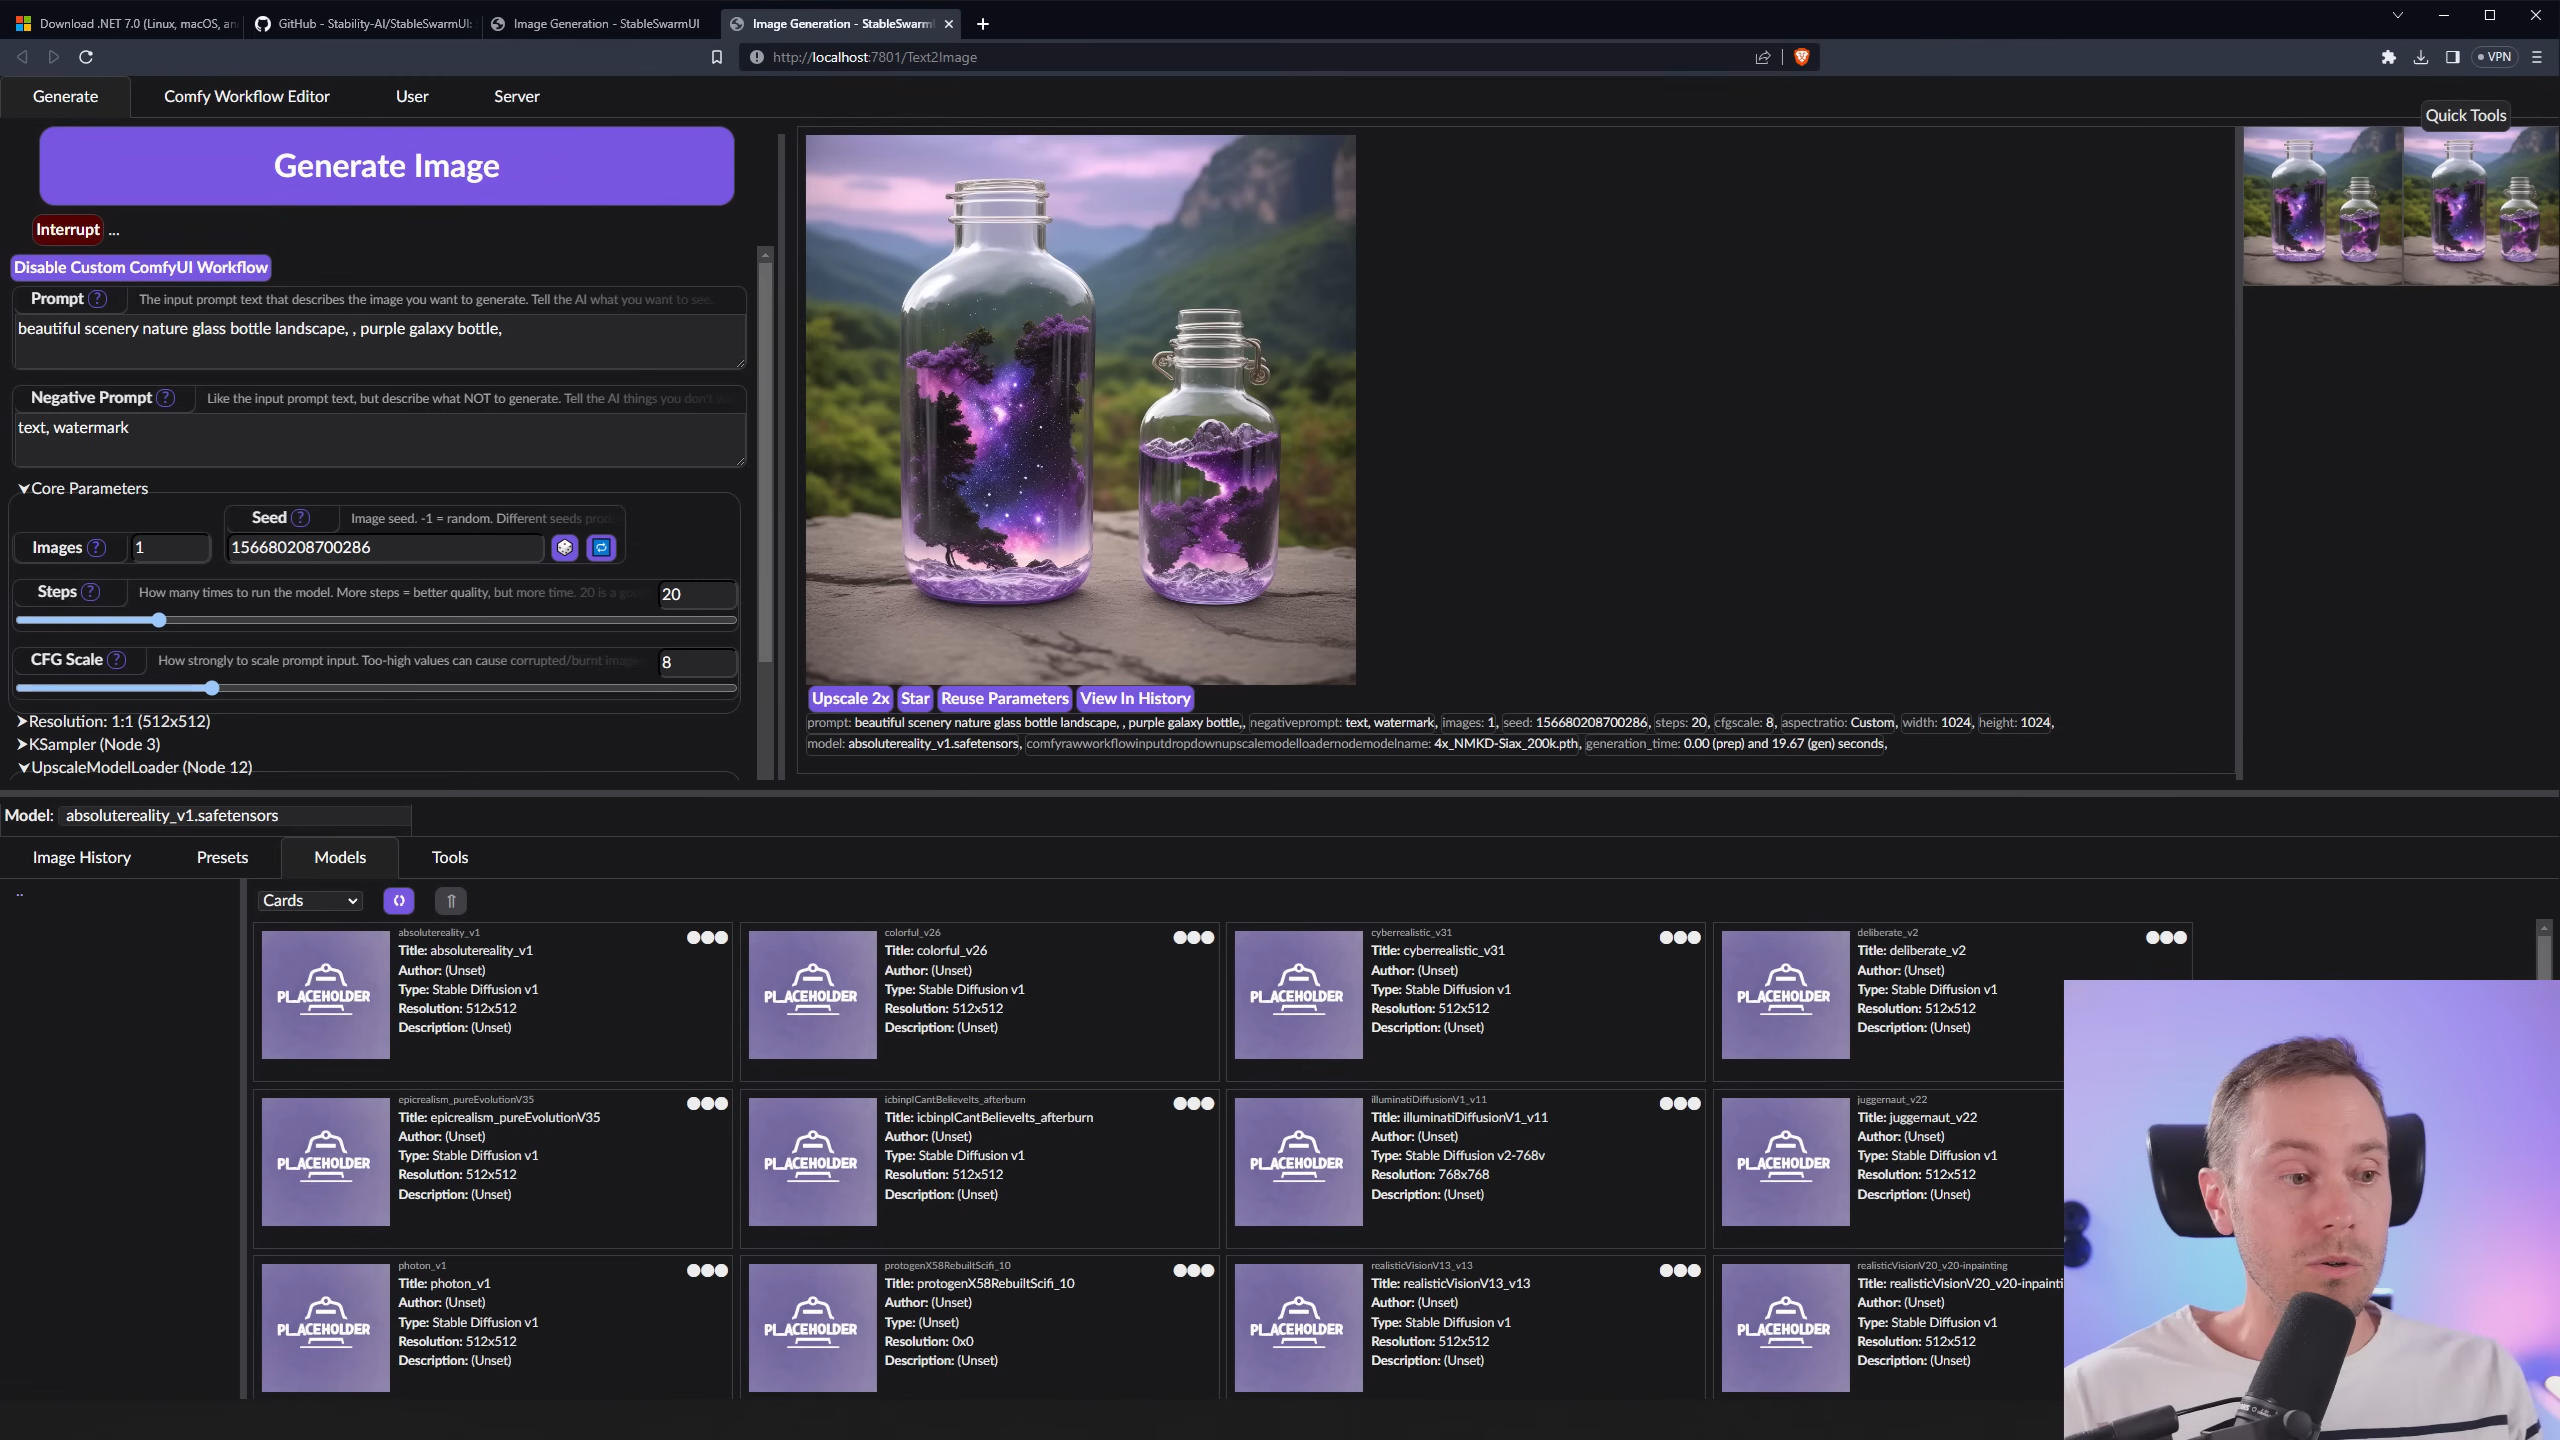 Download .NET 7.0 (Linux, macOS, an
GitHub - Stability-AI/StableSwarmUI:
Image Generation - StableSwarmUI
Image Generation - StableSwarm
http://localhost:7801/Text2Image
VPN
Generate
Comfy Workflow Editor
User
Server
Quick Tools
Generate Image
Interrupt ...
Disable Custom ComfyUI Workflow
Prompt ? The input prompt text that describes the image you want to generate. Tell the AI what you want to see.
beautiful scenery nature glass bottle landscape, , purple galaxy bottle,
Negative Prompt ? Like the input prompt text, but describe what NOT to generate. Tell the AI things you don't
text, watermark
Core Parameters
Seed ? Image seed. -1 = random. Different seeds prod
Images ? 1
156680208700286
Steps ? How many times to run the model. More steps = better quality, but more time. 20 is a
20
CFG Scale ? How strongly to scale prompt input. Too-high values can cause corrupted/burnt image
8
Resolution: 1:1 (512x512)
KSampler (Node 3)
UpscaleModelLoader (Node 12)
Upscale 2x
Star
Reuse Parameters
View In History
prompt: beautiful scenery nature glass bottle landscape, , purple galaxy bottle,, negativeprompt: text, watermark, images: 1, seed: 156680208700286, steps: 20, cfgscale: 8, aspectratio: Custom, width: 1024, height: 1024,
model: absolutereality_v1.safetensors, comfyrawworkflowinputdropdownupscalemodelloadernodemodelname: 4x_NMKD-Siax_200k.pth, generation_time: 0.00 (prep) and 19.67 (gen) seconds,
Model: absolutereality_v1.safetensors
Image History
Presets
Models
Tools
..
Cards
PLACEHOLDER
absolutereality_v1
Title: absolutereality_v1
Author: (Unset)
Type: Stable Diffusion v1
Resolution: 512x512
Description: (Unset)
PLACEHOLDER
colorful_v26
Title: colorful_v26
Author: (Unset)
Type: Stable Diffusion v1
Resolution: 512x512
Description: (Unset)
PLACEHOLDER
cyberrealistic_v31
Title: cyberrealistic_v31
Author: (Unset)
Type: Stable Diffusion v1
Resolution: 512x512
Description: (Unset)
PLACEHOLDER
deliberate_v2
Title: deliberate_v2
Author: (Unset)
Type: Stable Diffusion v1
Resolution: 512x512
Description: (Unset)
PLACEHOLDER
epicrealism_pureEvolutionV35
Title: epicrealism_pureEvolutionV35
Author: (Unset)
Type: Stable Diffusion v1
Resolution: 512x512
Description: (Unset)
PLACEHOLDER
icbinpICantBelieveIts_afterburn
Title: icbinpICantBelieveIts_afterburn
Author: (Unset)
Type: Stable Diffusion v1
Resolution: 512x512
Description: (Unset)
PLACEHOLDER
illuminatiDiffusionV1_v11
Title: illuminatiDiffusionV1_v11
Author: (Unset)
Type: Stable Diffusion v2-768v
Resolution: 768x768
Description: (Unset)
PLACEHOLDER
juggernaut_v22
Title: juggernaut_v22
Author: (Unset)
Type: Stable Diffusion v1
Resolution: 512x512
Description: (Unset)
PLACEHOLDER
photon_v1
Title: photon_v1
Author: (Unset)
Type: Stable Diffusion v1
Resolution: 512x512
Description: (Unset)
PLACEHOLDER
protogenX58RebuiltScifi_10
Title: protogenX58RebuiltScifi_10
Author: (Unset)
Type: (Unset)
Resolution: 0x0
Description: (Unset)
PLACEHOLDER
realisticVisionV13_v13
Title: realisticVisionV13_v13
Author: (Unset)
Type: Stable Diffusion v1
Resolution: 512x512
Description: (Unset)
PLACEHOLDER
realisticVisionV20_v20-inpainting
Title: realisticVisionV20_v20-inpainti
Author: (Unset)
Type: Stable Diffusion v1
Resolution: 512x512
Description: (Unset)